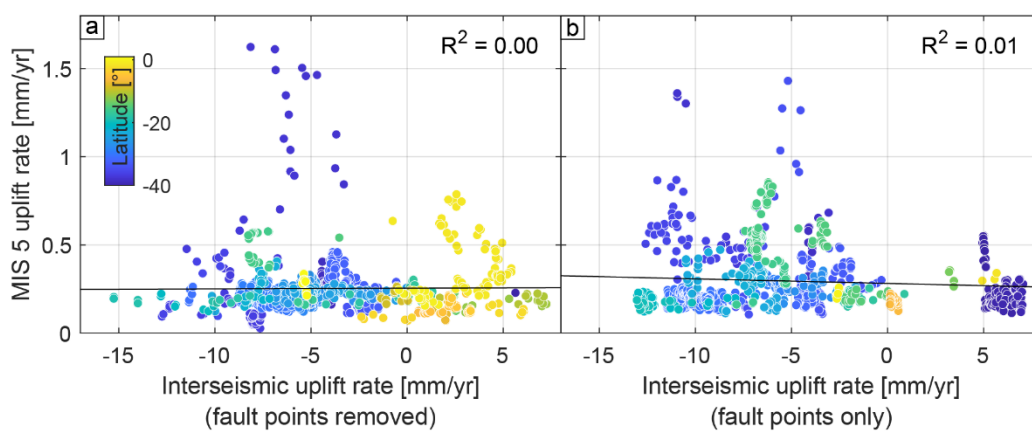 a
R² = 0.00
b
R² = 0.01
MIS 5 uplift rate [mm/yr]
1.5
1
0.5
0
Latitude [°]
0
-20
-40
-15
-10
-5
0
5
-15
-10
-5
0
5
Interseismic uplift rate [mm/yr]
(fault points removed)
Interseismic uplift rate [mm/yr]
(fault points only)